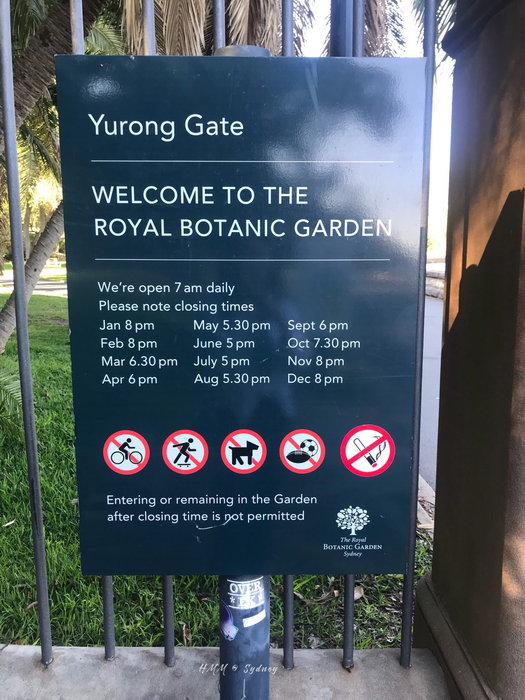 Yurong Gate
WELCOME TO THE
ROYAL BOTANIC GARDEN
We're open 7 am daily
Please note closing times
Jan 8 pm May 5.30 pm Sept 6 pm
Feb 8 pm June 5 pm Oct 7.30 pm
Mar 6.30 pm July 5 pm Nov 8 pm
Apr 6 pm Aug 5.30 pm Dec 8 pm
Entering or remaining in the Garden
after closing time is not permitted
The Royal
BOTANIC GARDEN
Sydney
OVER
HMM @ Sydney